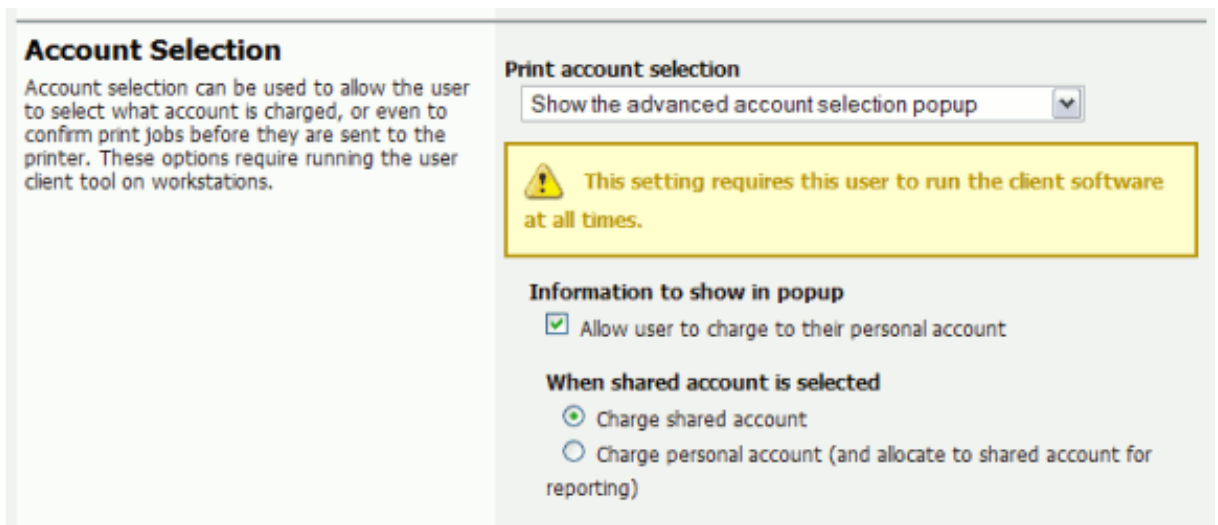 Account Selection
Account selection can be used to allow the user
to select what account is charged, or even to
confirm print jobs before they are sent to the
printer. These options require running the user
client tool on workstations.
Print account selection
Show the advanced account selection popup
This setting requires this user to run the client software
at all times.
Information to show in popup
Allow user to charge to their personal account
When shared account is selected
Charge shared account
Charge personal account (and allocate to shared account for
reporting)